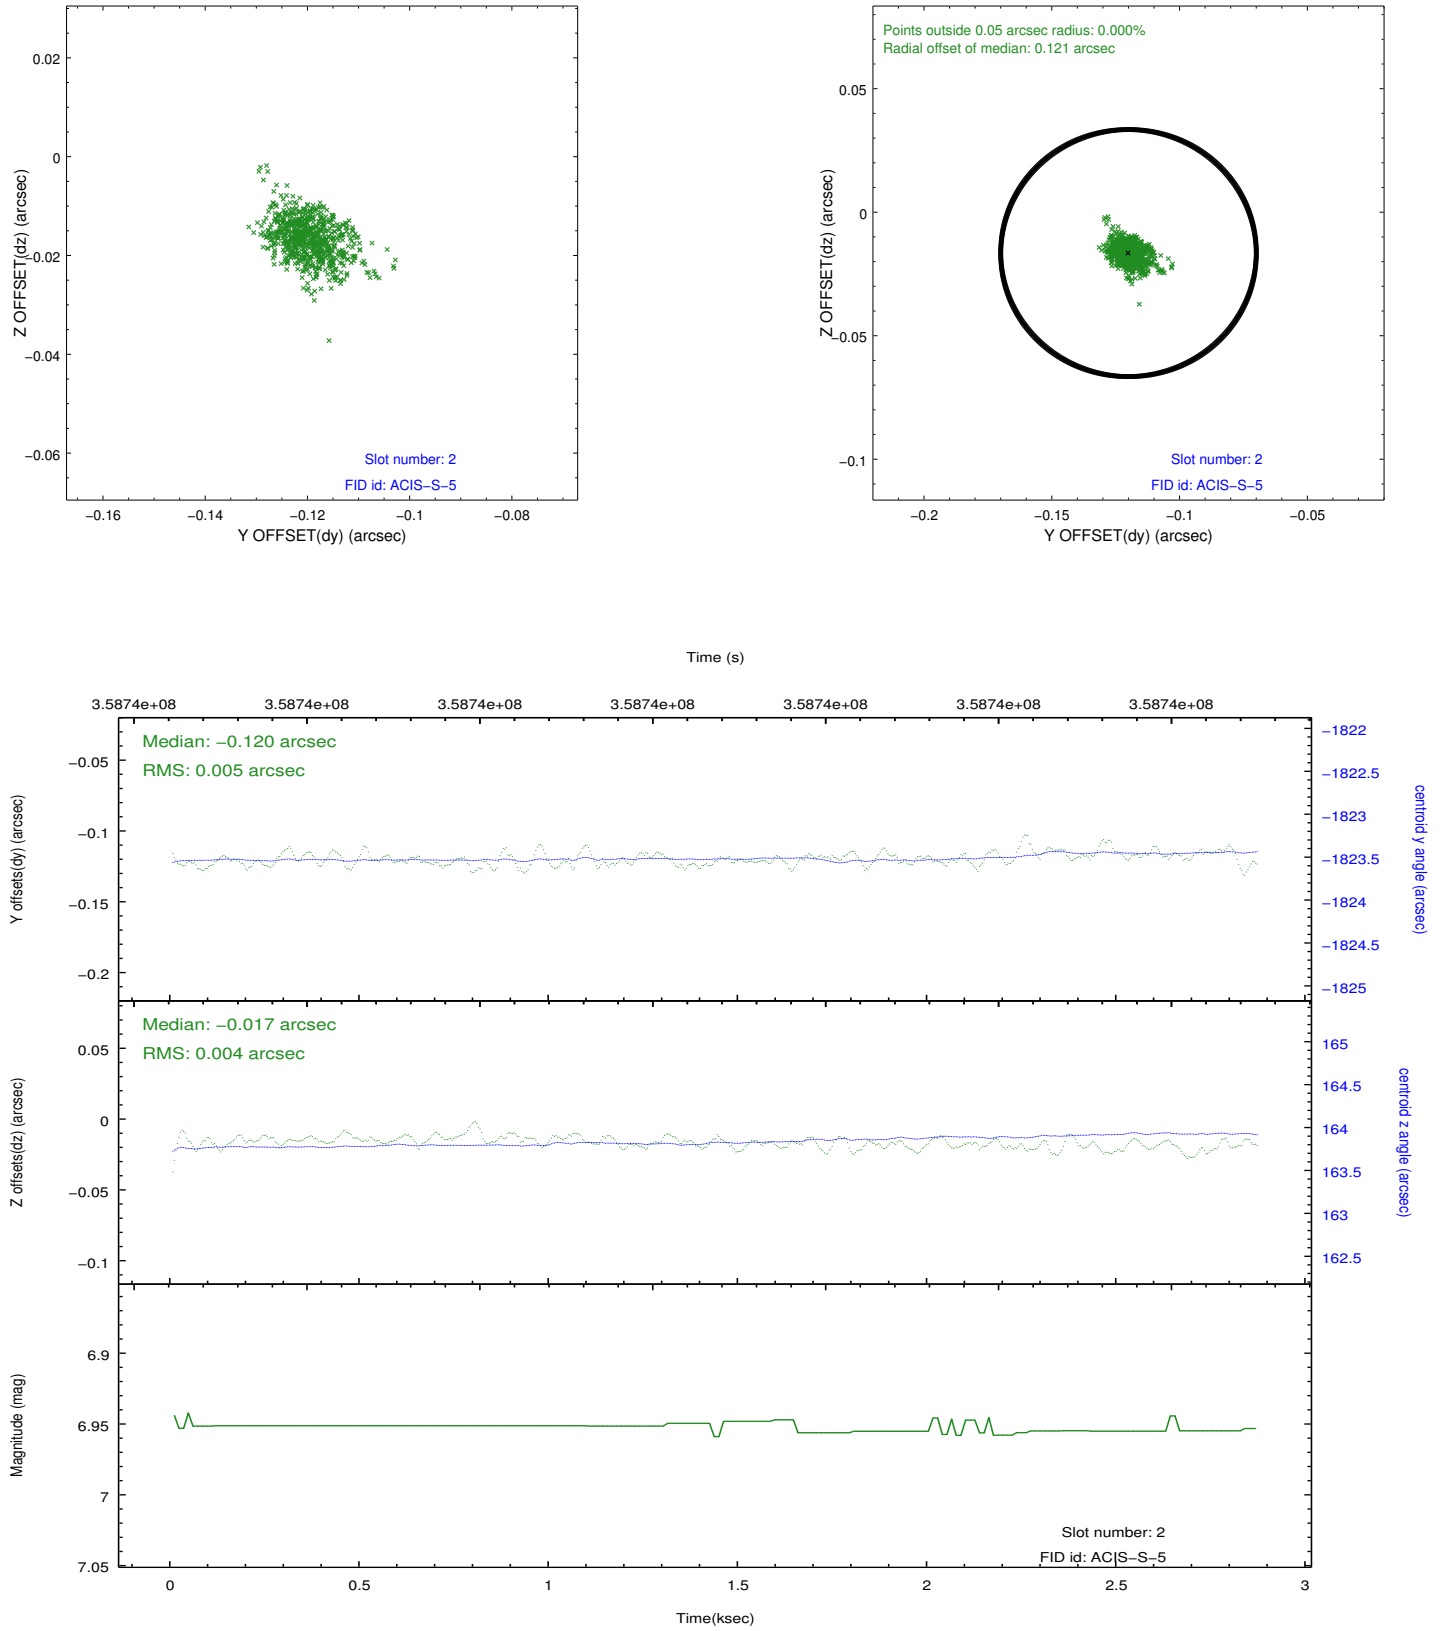 0.02
0
−0.02
−0.04
−0.06
Z OFFSET(dz) (arcsec)
Slot number: 2
FID id: ACIS−S−5
−0.16
−0.14
−0.12
−0.1
−0.08
Y OFFSET(dy) (arcsec)
Points outside 0.05 arcsec radius: 0.000%
Radial offset of median: 0.121 arcsec
0.05
0
−0.05
−0.1
Z OFFSET(dz) (arcsec)
Slot number: 2
FID id: ACIS−S−5
−0.2
−0.15
−0.1
−0.05
Y OFFSET(dy) (arcsec)
Time (s)
3.5874e+08
3.5874e+08
3.5874e+08
3.5874e+08
3.5874e+08
3.5874e+08
3.5874e+08
Median: −0.120 arcsec
RMS: 0.005 arcsec
−0.05
−0.1
−0.15
−0.2
Y offsets(dy) (arcsec)
−1822
−1822.5
−1823
−1823.5
−1824
−1824.5
−1825
centroid y angle (arcsec)
Median: −0.017 arcsec
RMS: 0.004 arcsec
0.05
0
−0.05
−0.1
Z offsets(dz) (arcsec)
165
164.5
164
163.5
163
162.5
centroid z angle (arcsec)
6.9
6.95
7
7.05
Magnitude (mag)
Slot number: 2
FID id: ACIS−S−5
0
0.5
1
1.5
2
2.5
3
Time(ksec)